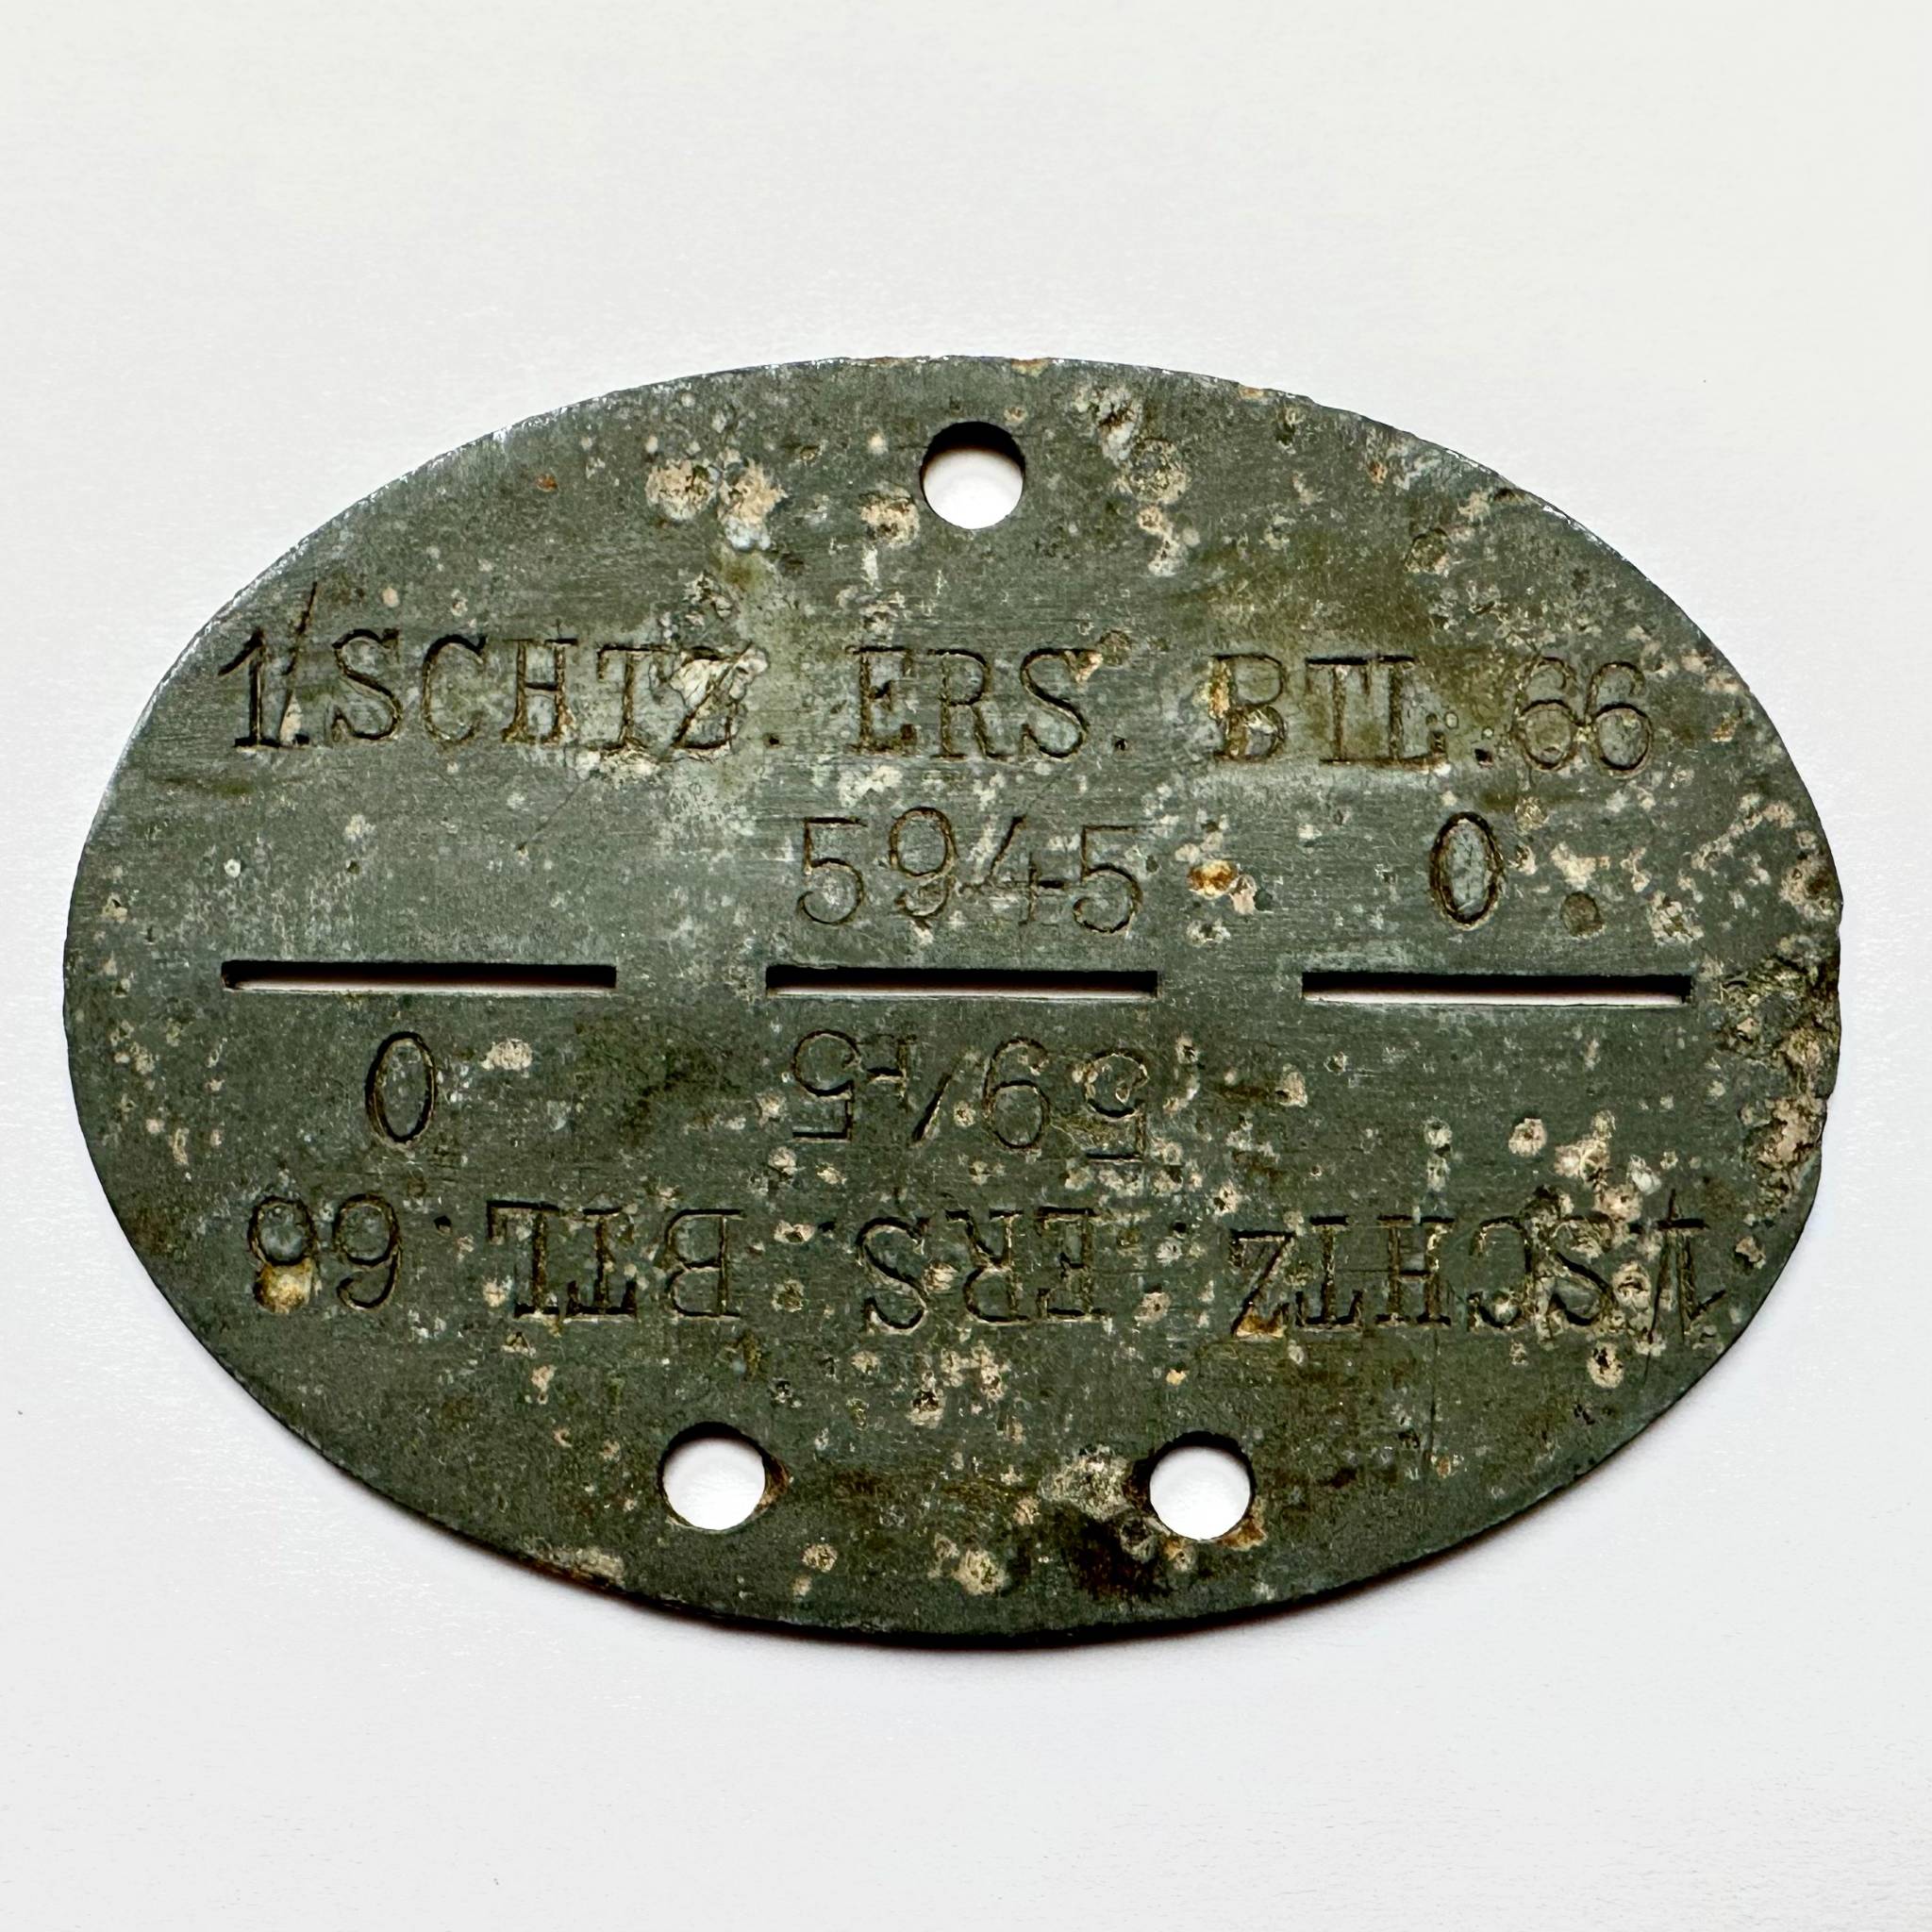 1/.SCHTZ. ERS. BTL.66
5945 0.
5945 0
1/SCHTZ. ERS. BTL.66